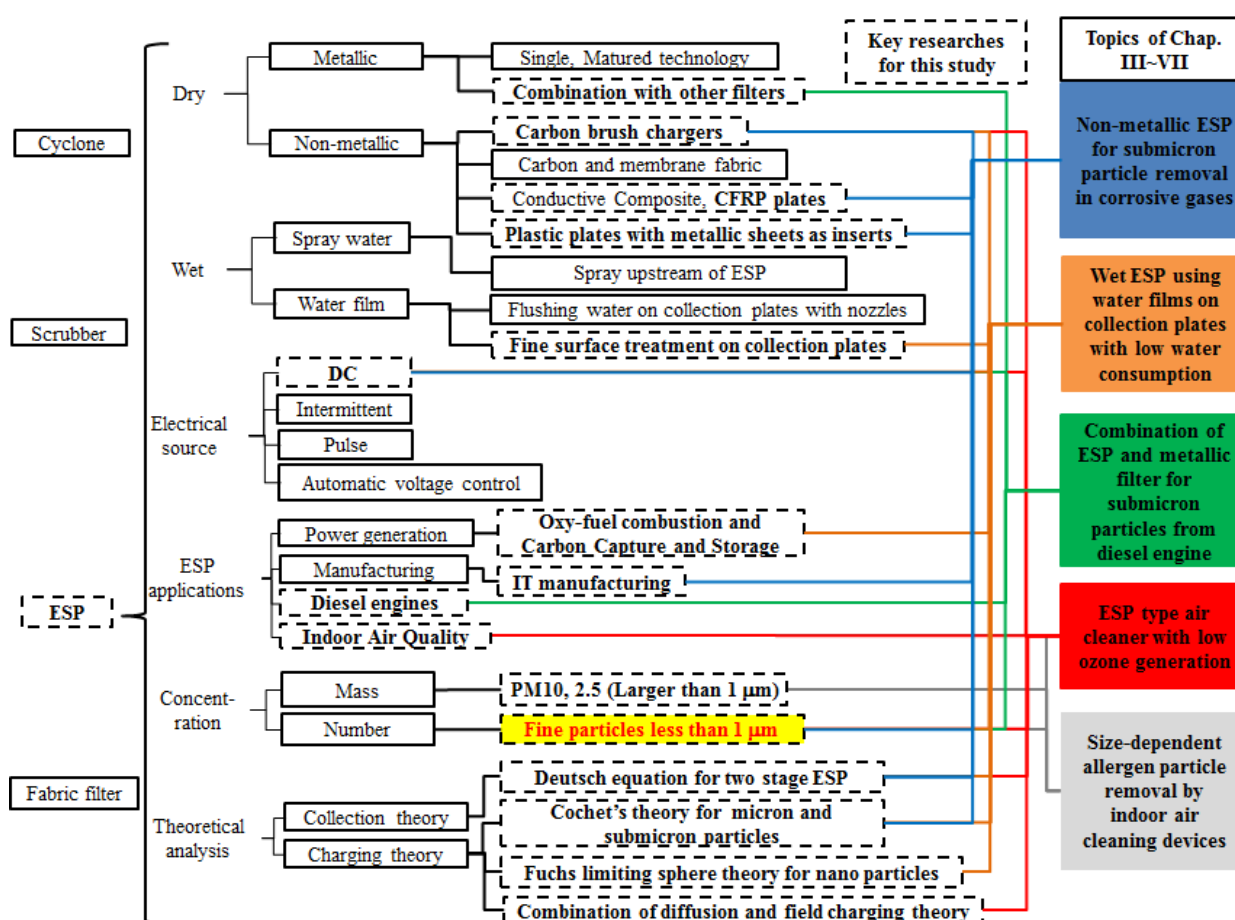 Key researches
for this study
Topics of Chap.
III~VII
Cyclone
Scrubber
ESP
Fabric filter
Dry
Metallic
Single, Matured technology
Combination with other filters
Non-metallic
Carbon brush chargers
Carbon and membrane fabric
Conductive Composite, CFRP plates
Plastic plates with metallic sheets as inserts
Wet
Spray water
Spray upstream of ESP
Water film
Flushing water on collection plates with nozzles
Fine surface treatment on collection plates
Electrical
source
DC
Intermittent
Pulse
Automatic voltage control
ESP
applications
Power generation
Oxy-fuel combustion and
Carbon Capture and Storage
Manufacturing
IT manufacturing
Diesel engines
Indoor Air Quality
Concent-
ration
Mass
PM10, 2.5 (Larger than 1 μm)
Number
Fine particles less than 1 μm
Theoretical
analysis
Collection theory
Deutsch equation for two stage ESP
Charging theory
Cochet's theory for micron and
submicron particles
Fuchs limiting sphere theory for nano particles
Combination of diffusion and field charging theory
Non-metallic ESP
for submicron
particle removal
in corrosive gases
Wet ESP using
water films on
collection plates
with low water
consumption
Combination of
ESP and metallic
filter for
submicron
particles from
diesel engine
ESP type air
cleaner with low
ozone generation
Size-dependent
allergen particle
removal by
indoor air
cleaning devices